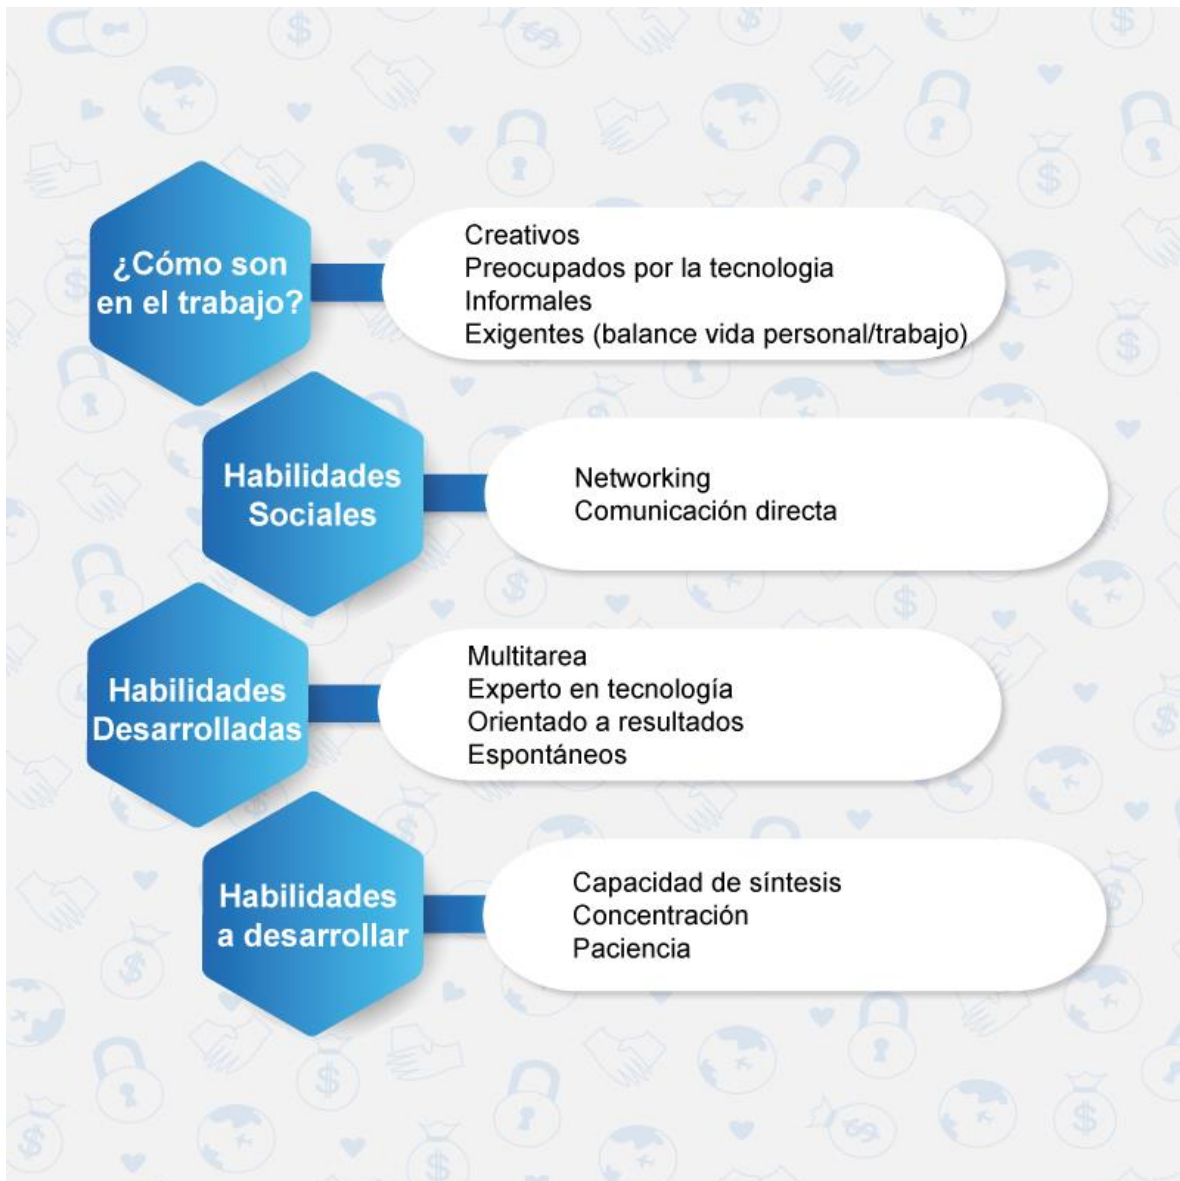 ¿Cómo son
en el trabajo?
Creativos
Preocupados por la tecnologia
Informales
Exigentes (balance vida personal/trabajo)
Habilidades
Sociales
Networking
Comunicación directa
Habilidades
Desarrolladas
Multitarea
Experto en tecnología
Orientado a resultados
Espontáneos
Habilidades
a desarrollar
Capacidad de síntesis
Concentración
Paciencia